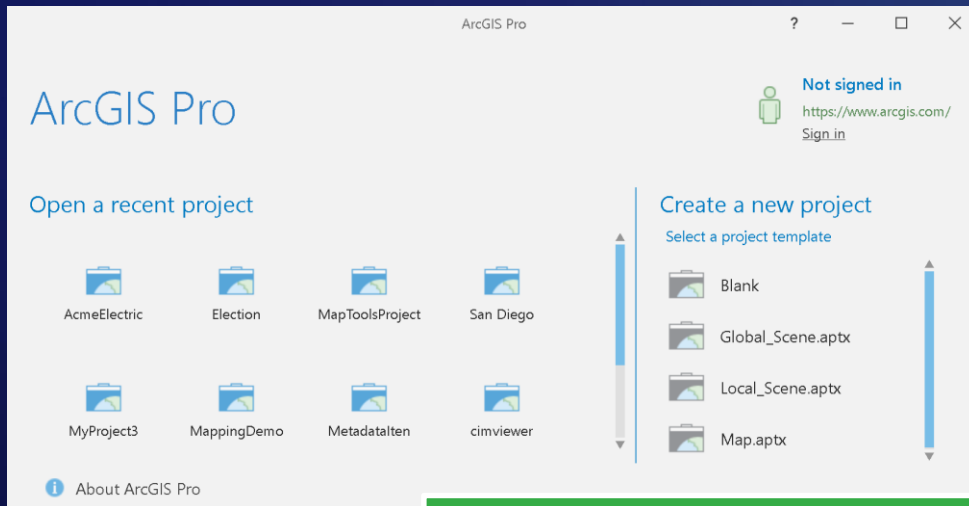 ArcGIS Pro
?
ArcGIS Pro
Not signed in
https://www.arcgis.com/
Sign in
Open a recent project
AcmeElectric
Election
MapToolsProject
San Diego
MyProject3
MappingDemo
MetadataIten
cimviewer
Create a new project
Select a project template
Blank
Global_Scene.aptx
Local_Scene.aptx
Map.aptx
About ArcGIS Pro